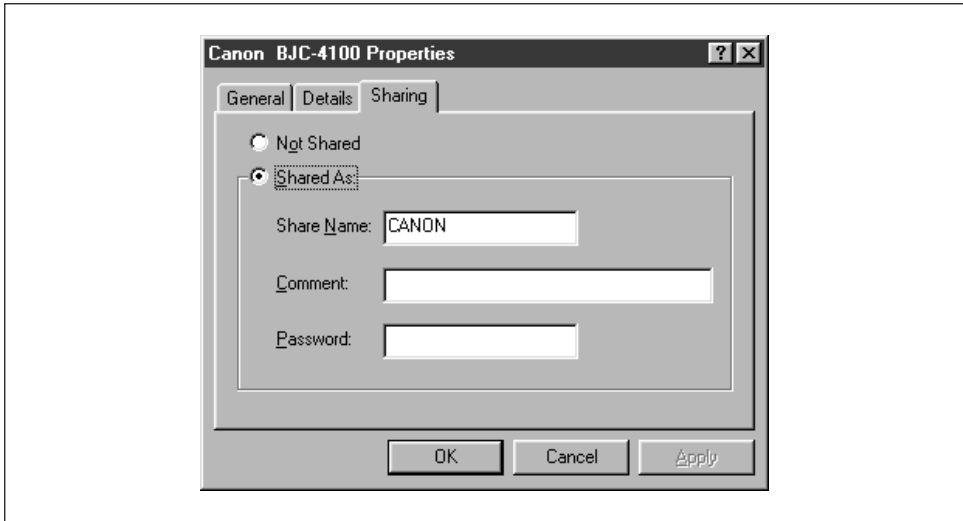 Canon BJC-4100 Properties
General Details Sharing
Not Shared
Shared As:
Share Name: CANON
Comment:
Password:
OK Cancel Apply